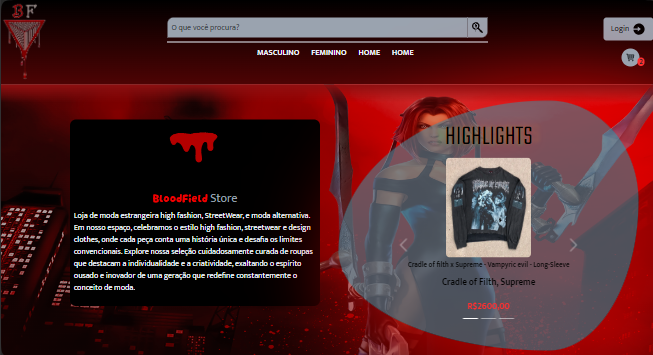 BF
O que você procura?
Login
MASCULINO FEMININO HOME HOME
HIGHLIGHTS
BloodField Store
Loja de moda estrangeira high fashion, StreetWear, e moda alternativa.
Em nosso espaço, celebramos o estilo high fashion, streetwear e design
clothes, onde cada peça conta uma história única e desafia os limites
convencionais. Explore nossa seleção cuidadosamente curada de roupas
que destacam a individualidade e a criatividade, exaltando o espírito
ousado e inovador de uma geração que redefine constantemente o
conceito de moda.
Cradle of filth x Supreme - Vampyric evil - Long-Sleeve
Cradle of Filth, Supreme
R$2600,00